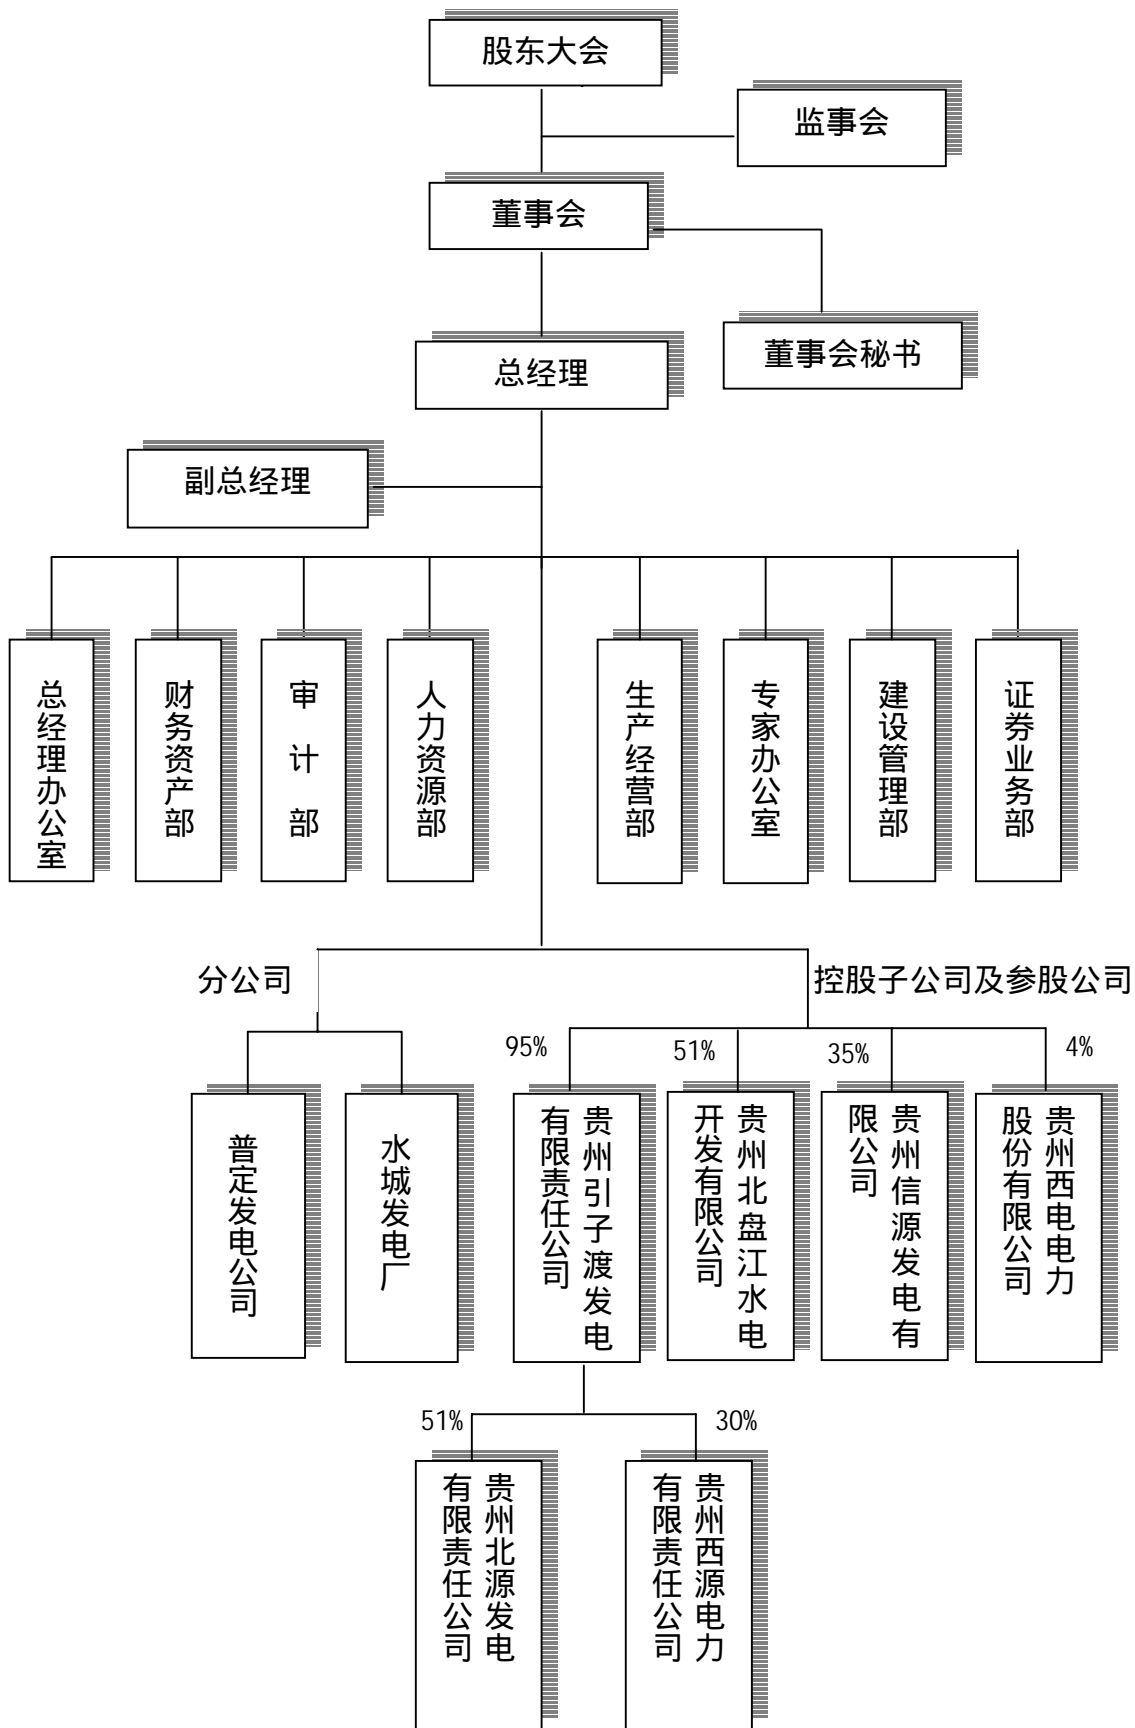 股东大会
监事会
董事会
董事会秘书
总经理
副总经理
总经理办公室
财务资产部
审计部
人力资源部
生产经营部
专家办公室
建设管理部
证券业务部
分公司
控股子公司及参股公司
95%
51%
35%
4%
普定发电公司
水城发电厂
贵州引子渡发电
有限责任公司
贵州北盘江水电
开发有限公司
贵州信源发电有
限公司
贵州西电电力
股份有限公司
51%
30%
贵州北源发电
有限责任公司
贵州西源电力
有限责任公司